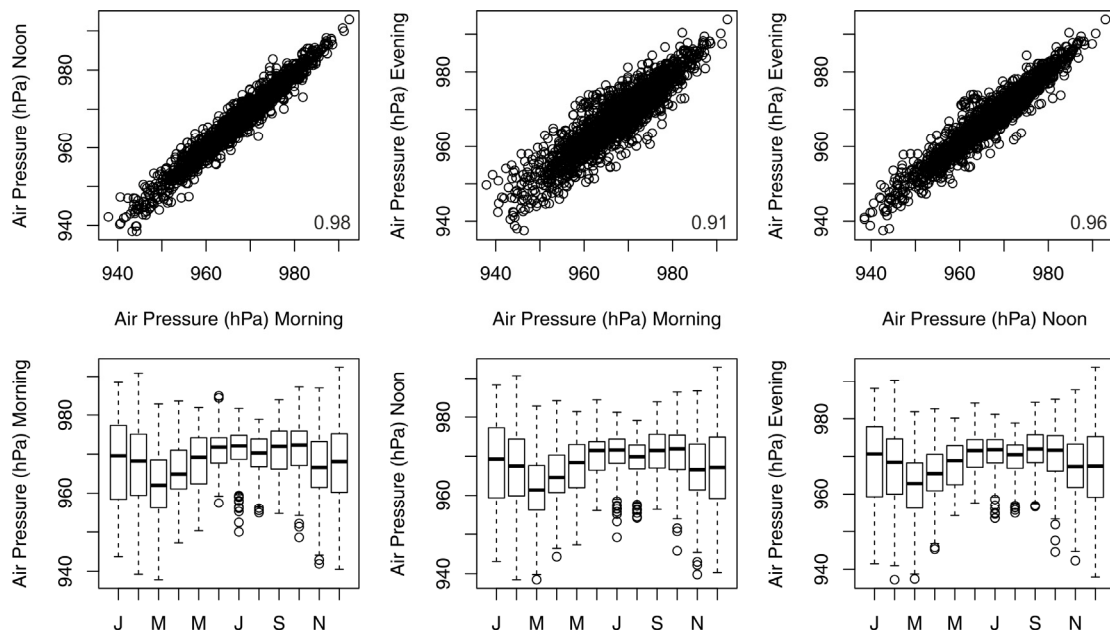 Air Pressure (hPa) Noon
980
960
940
0.98
940 960 980
Air Pressure (hPa) Morning
Air Pressure (hPa) Evening
980
960
940
0.91
940 960 980
Air Pressure (hPa) Morning
Air Pressure (hPa) Evening
980
960
940
0.96
940 960 980
Air Pressure (hPa) Noon
Air Pressure (hPa) Morning
980
960
940
J M M J S N
Air Pressure (hPa) Noon
980
960
940
J M M J S N
Air Pressure (hPa) Evening
980
960
940
J M M J S N